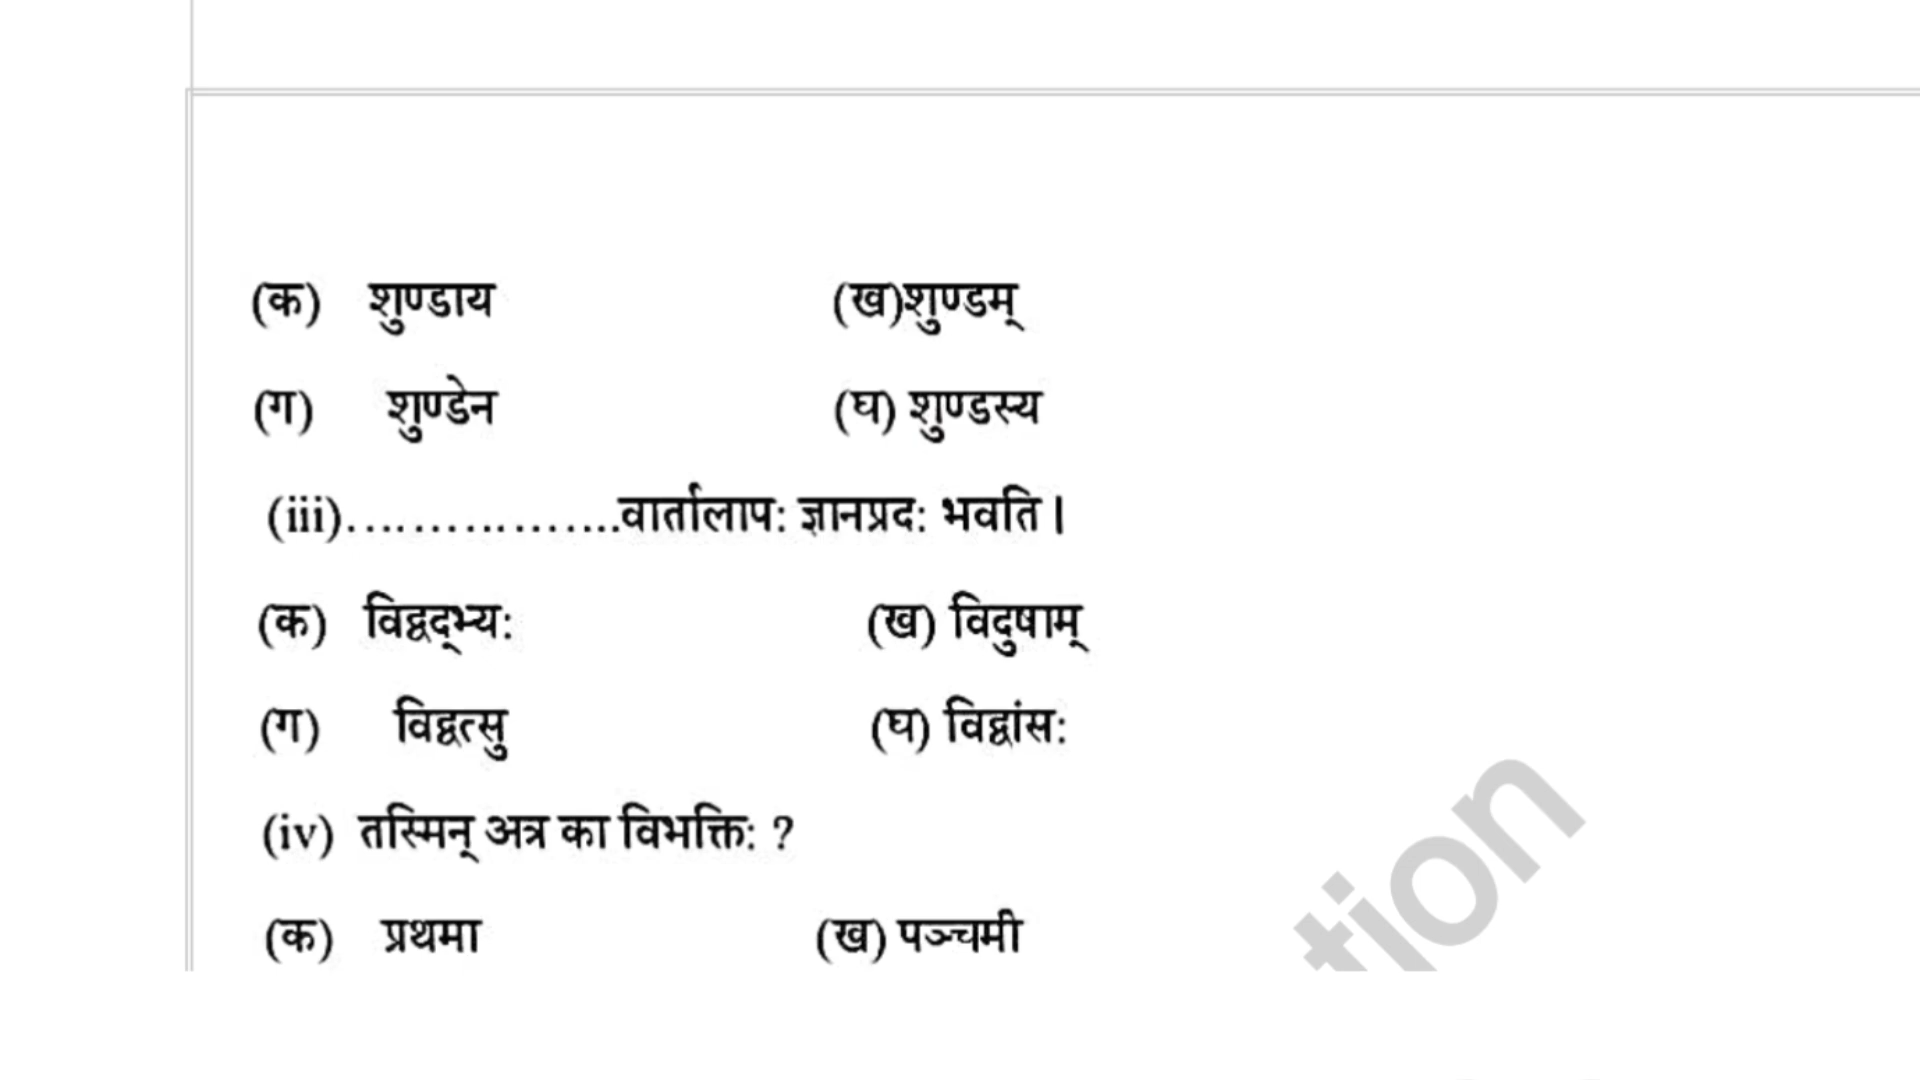 (क) शुण्डाय (ख)शुण्डम्
(ग) शुण्डेन (घ) शुण्डस्य
(iii)..................वार्तालाप: ज्ञानप्रद: भवति।
(क) विद्वद्भ्य: (ख) विदुषाम्
(ग) विद्वत्सु (घ) विद्वांस:
(iv) तस्मिन् अत्र का विभक्ति: ?
(क) प्रथमा (ख) पञ्चमी
tion